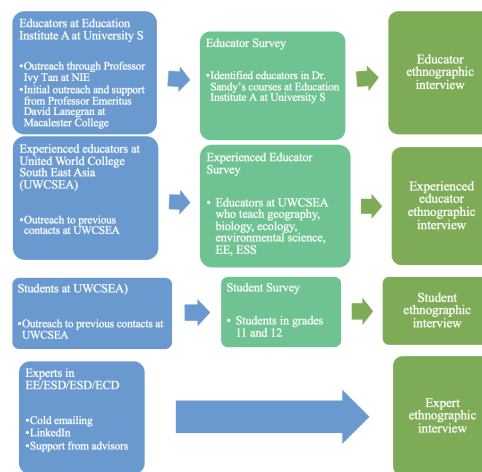 Educators at Education
Institute A at University S
•Outreach through Professor
Ivy Tan at NIE
•Initial outreach and support
from Professor Emeritus
David Lanegran at
Macalester College
Educator Survey
•Identified educators in Dr.
Sandy's courses at Education
Institute A at University S
Educator
ethnographic
interview
Experienced educators at
United World College
South East Asia
(UWCSEA)
•Outreach to previous
contacts at UWCSEA
Experienced Educator
Survey
• Educators at UWCSEA
who teach geography,
biology, ecology,
environmental science,
EE, ESS
Experienced
educator
ethnographic
interview
Students at UWCSEA)
•Outreach to previous contacts at
UWCSEA
Student Survey
• Students in grades
11 and 12
Student
ethnographic
interview
Experts in
EE/ESD/ESD/ECD
•Cold emailing
•LinkedIn
•Support from advisors
Expert
ethnographic
interview